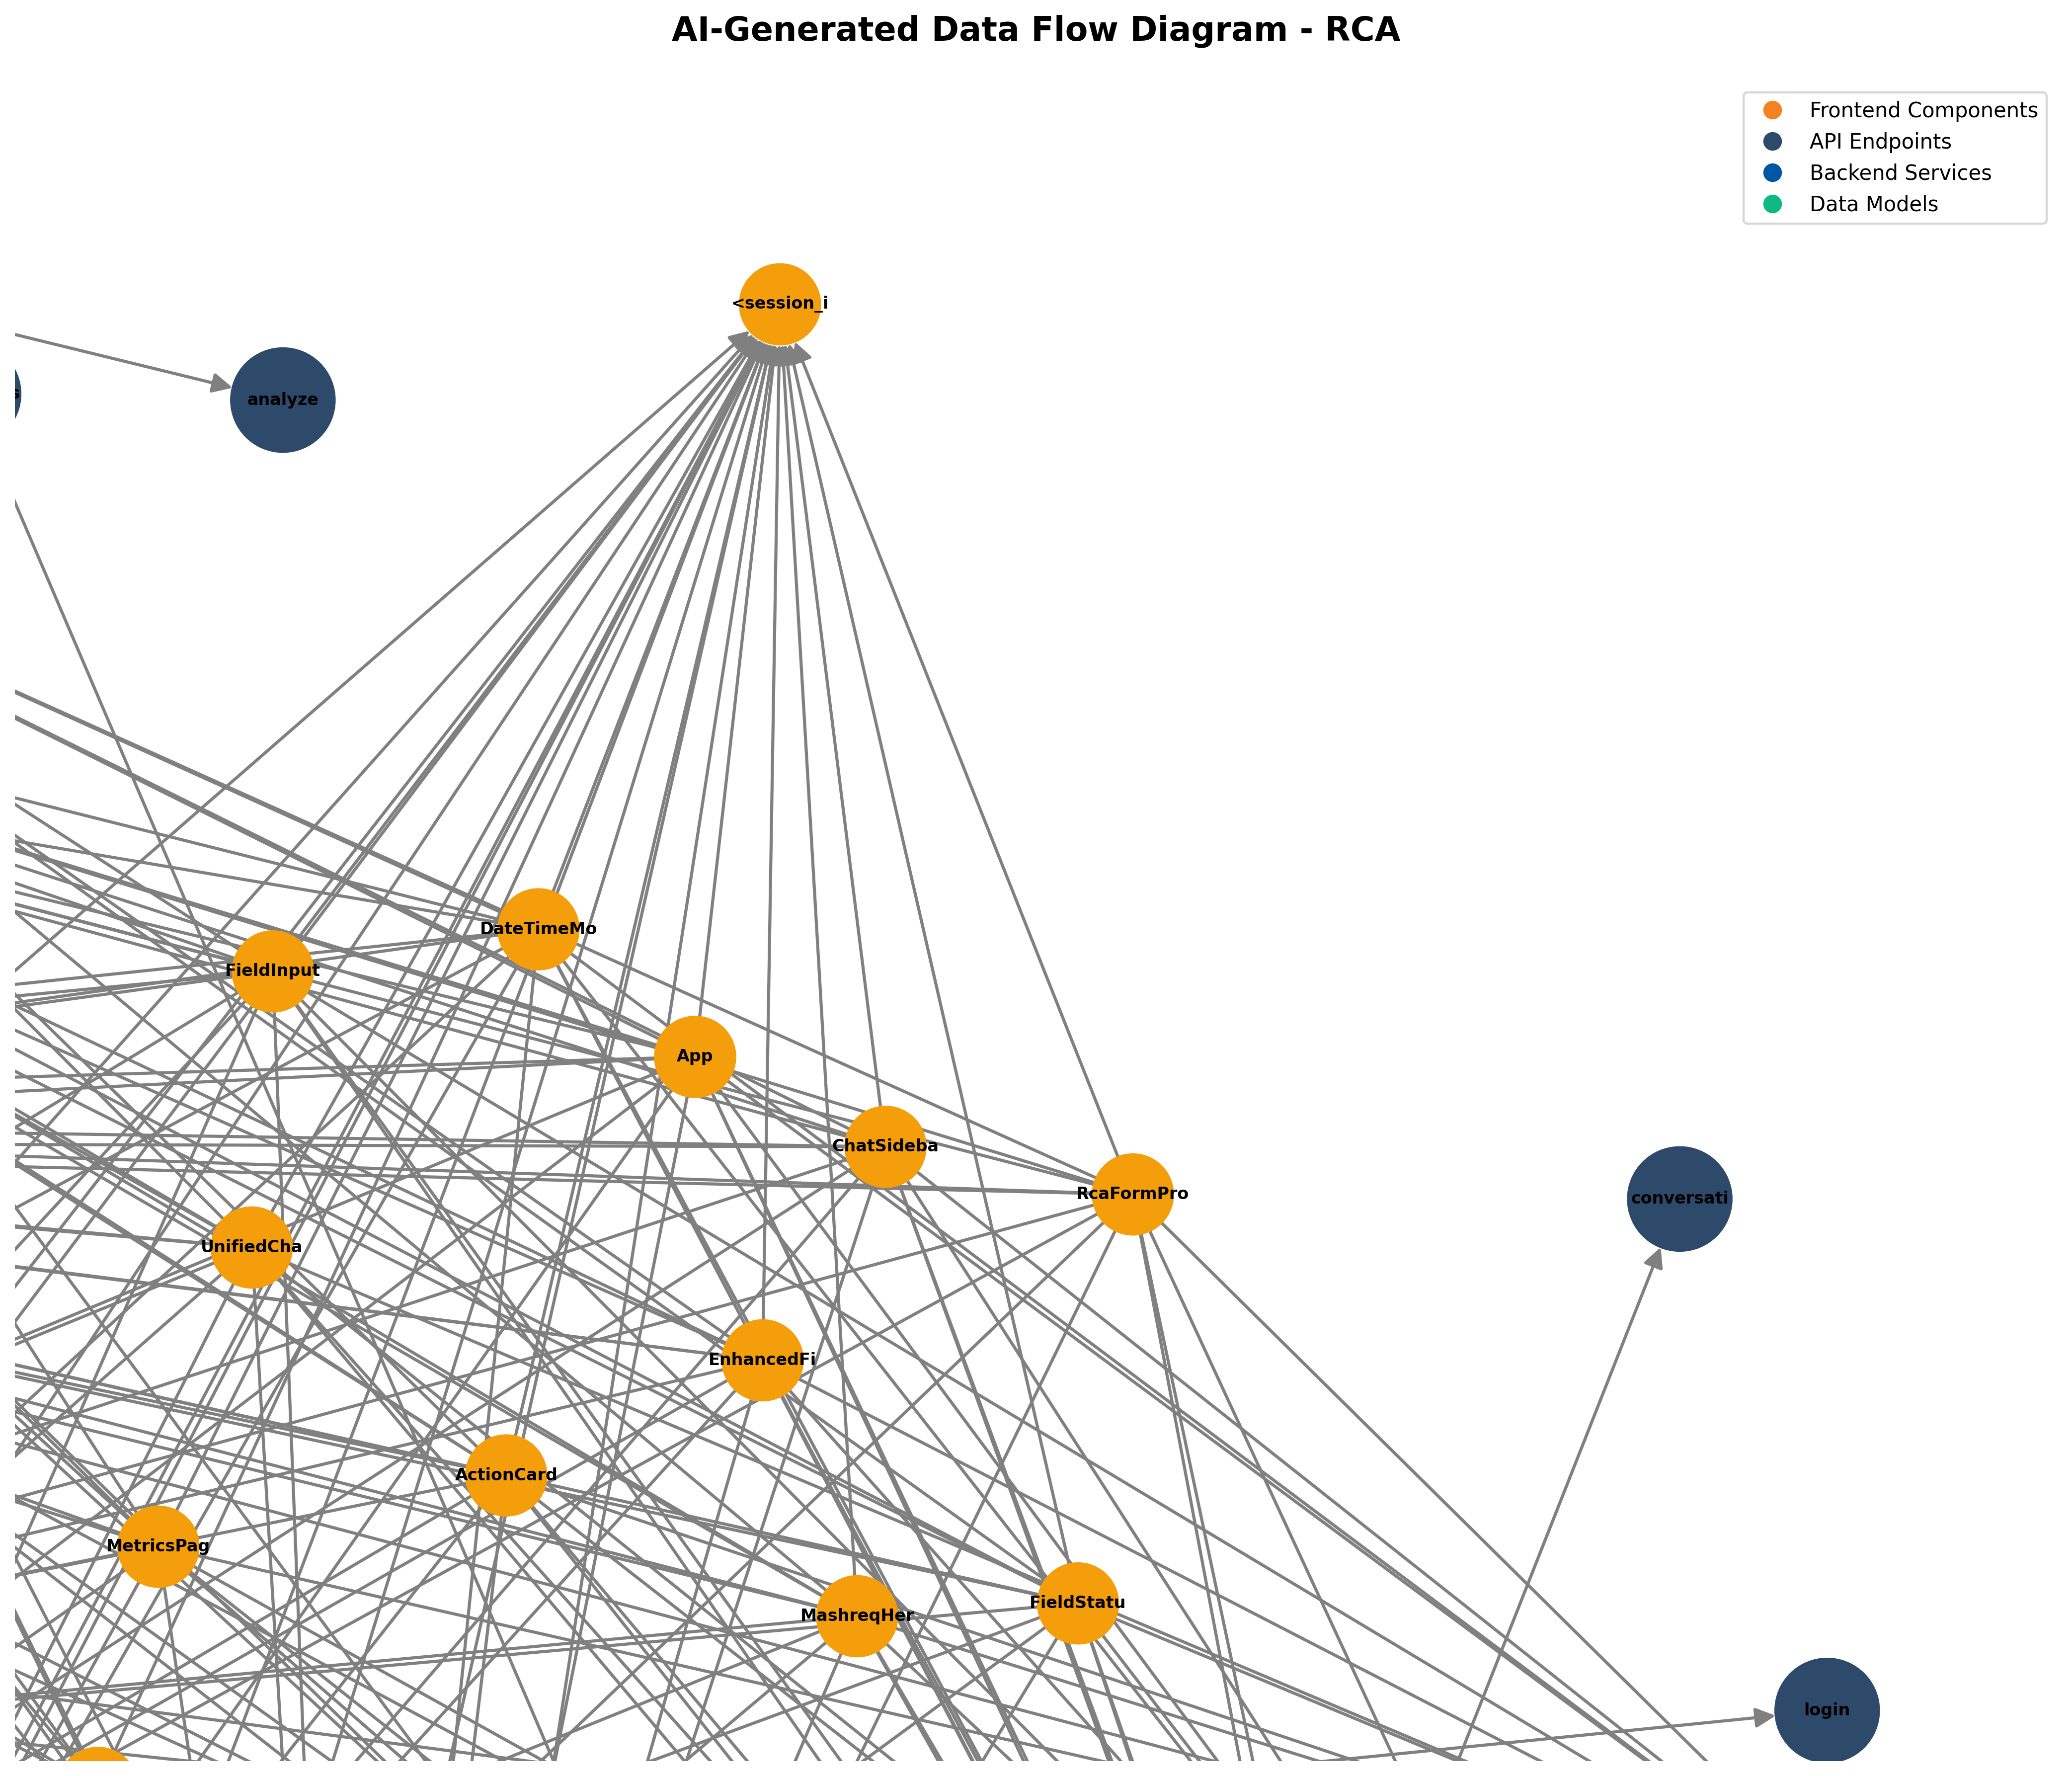 AI-Generated Data Flow Diagram - RCA
Frontend Components
API Endpoints
Backend Services
Data Models
<session_i
analyze
s
DateTimeMo
FieldInput
App
ChatSideba
RcaFormPro
conversati
UnifiedCha
EnhancedFi
ActionCard
MetricsPag
MashreqHer
FieldStatu
login